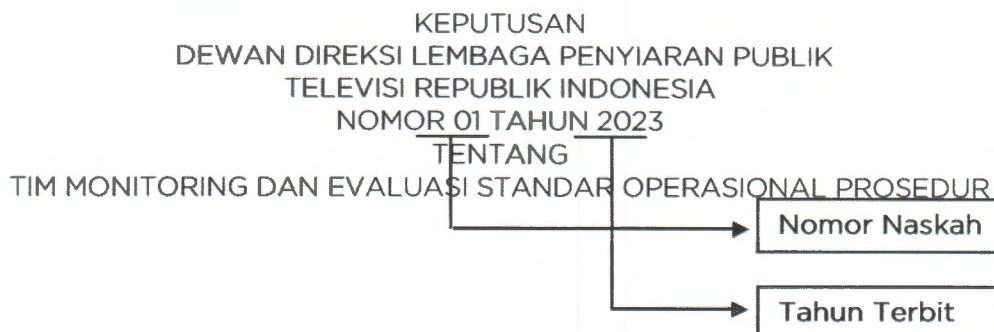 KEPUTUSAN
DEWAN DIREKSI LEMBAGA PENYIARAN PUBLIK
TELEVISI REPUBLIK INDONESIA
NOMOR 01 TAHUN 2023
TENTANG
TIM MONITORING DAN EVALUASI STANDAR OPERASIONAL PROSEDUR
Nomor Naskah
Tahun Terbit